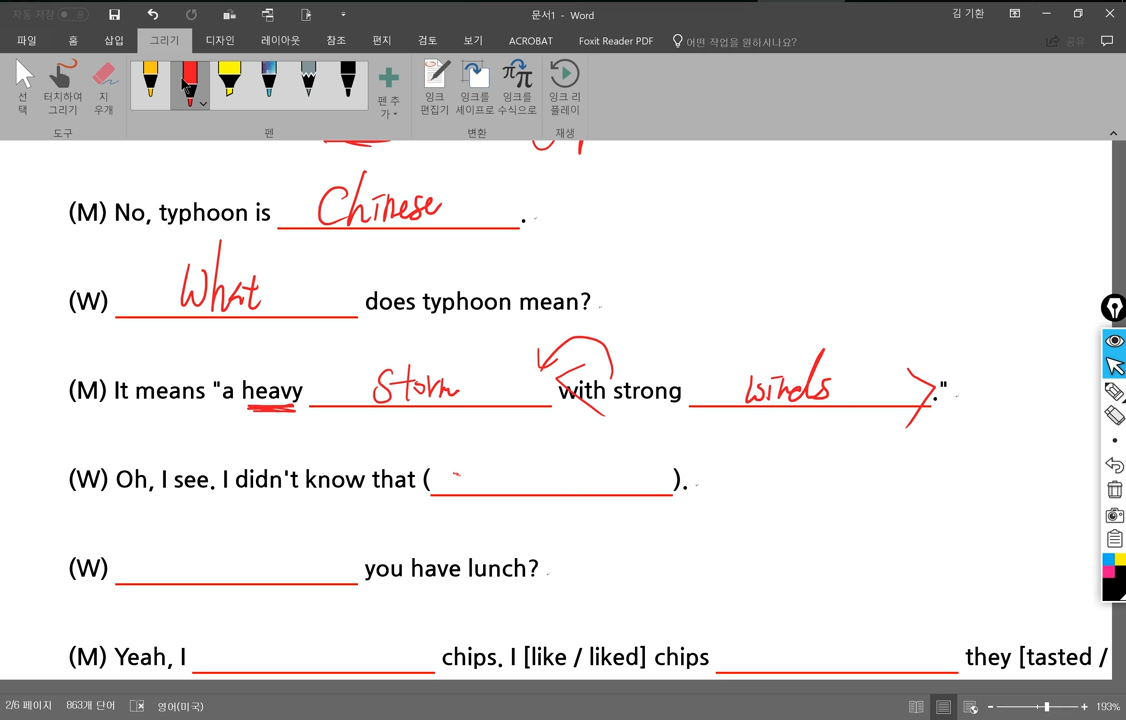 자동 저장 문서1 - Word 김 기환
파일 홈 삽입 그리기 디자인 레이아웃 참조 편지 검토 보기 ACROBAT Foxit Reader PDF 어떤 작업을 원하시나요? 공유
선택 터치하여 그리기 지우개 펜 추가 잉크 편집기 잉크를 셰이프로 잉크를 수식으로 잉크 리플레이
도구 펜 변환 재생
(M) No, typhoon is Chinese .
(W) What does typhoon mean?
(M) It means "a heavy storm with strong winds ."
(W) Oh, I see. I didn't know that ( ).
(W) you have lunch?
(M) Yeah, I chips. I [like / liked] chips they [tasted /
2/6 페이지 863개 단어 영어(미국) 193%